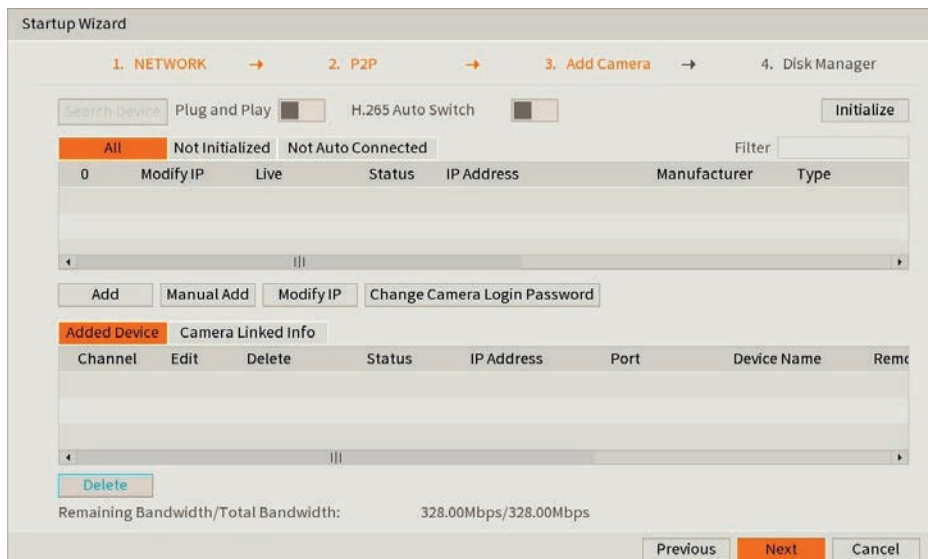 Startup Wizard
1. NETWORK → 2. P2P → 3. Add Camera → 4. Disk Manager
Search Device Plug and Play H.265 Auto Switch Initialize
All Not Initialized Not Auto Connected Filter
0 Modify IP Live Status IP Address Manufacturer Type
Add Manual Add Modify IP Change Camera Login Password
Added Device Camera Linked Info
Channel Edit Delete Status IP Address Port Device Name Remo
Delete
Remaining Bandwidth/Total Bandwidth: 328.00Mbps/328.00Mbps
Previous Next Cancel